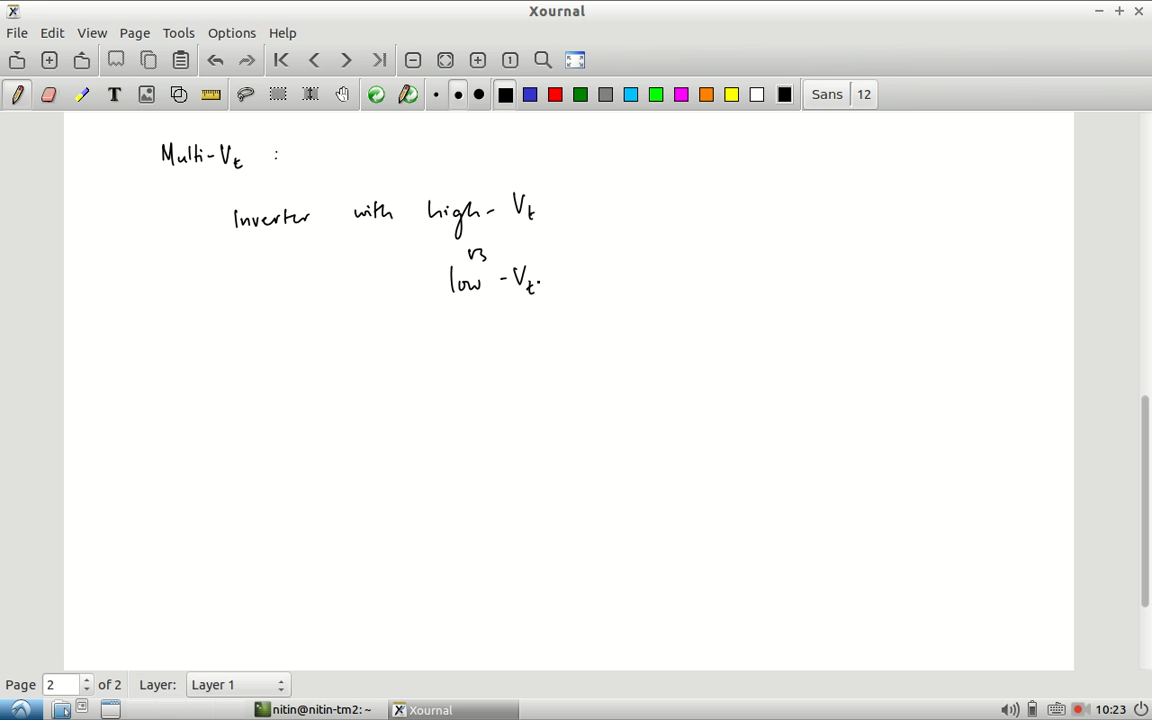 Xournal
File Edit View Page Tools Options Help
Sans 12
Multi-Vt :
Inverter with high-Vt
vs
low-Vt.
Page 2 of 2 Layer: Layer 1
nitin@nitin-tm2: ~ Xournal 10:23